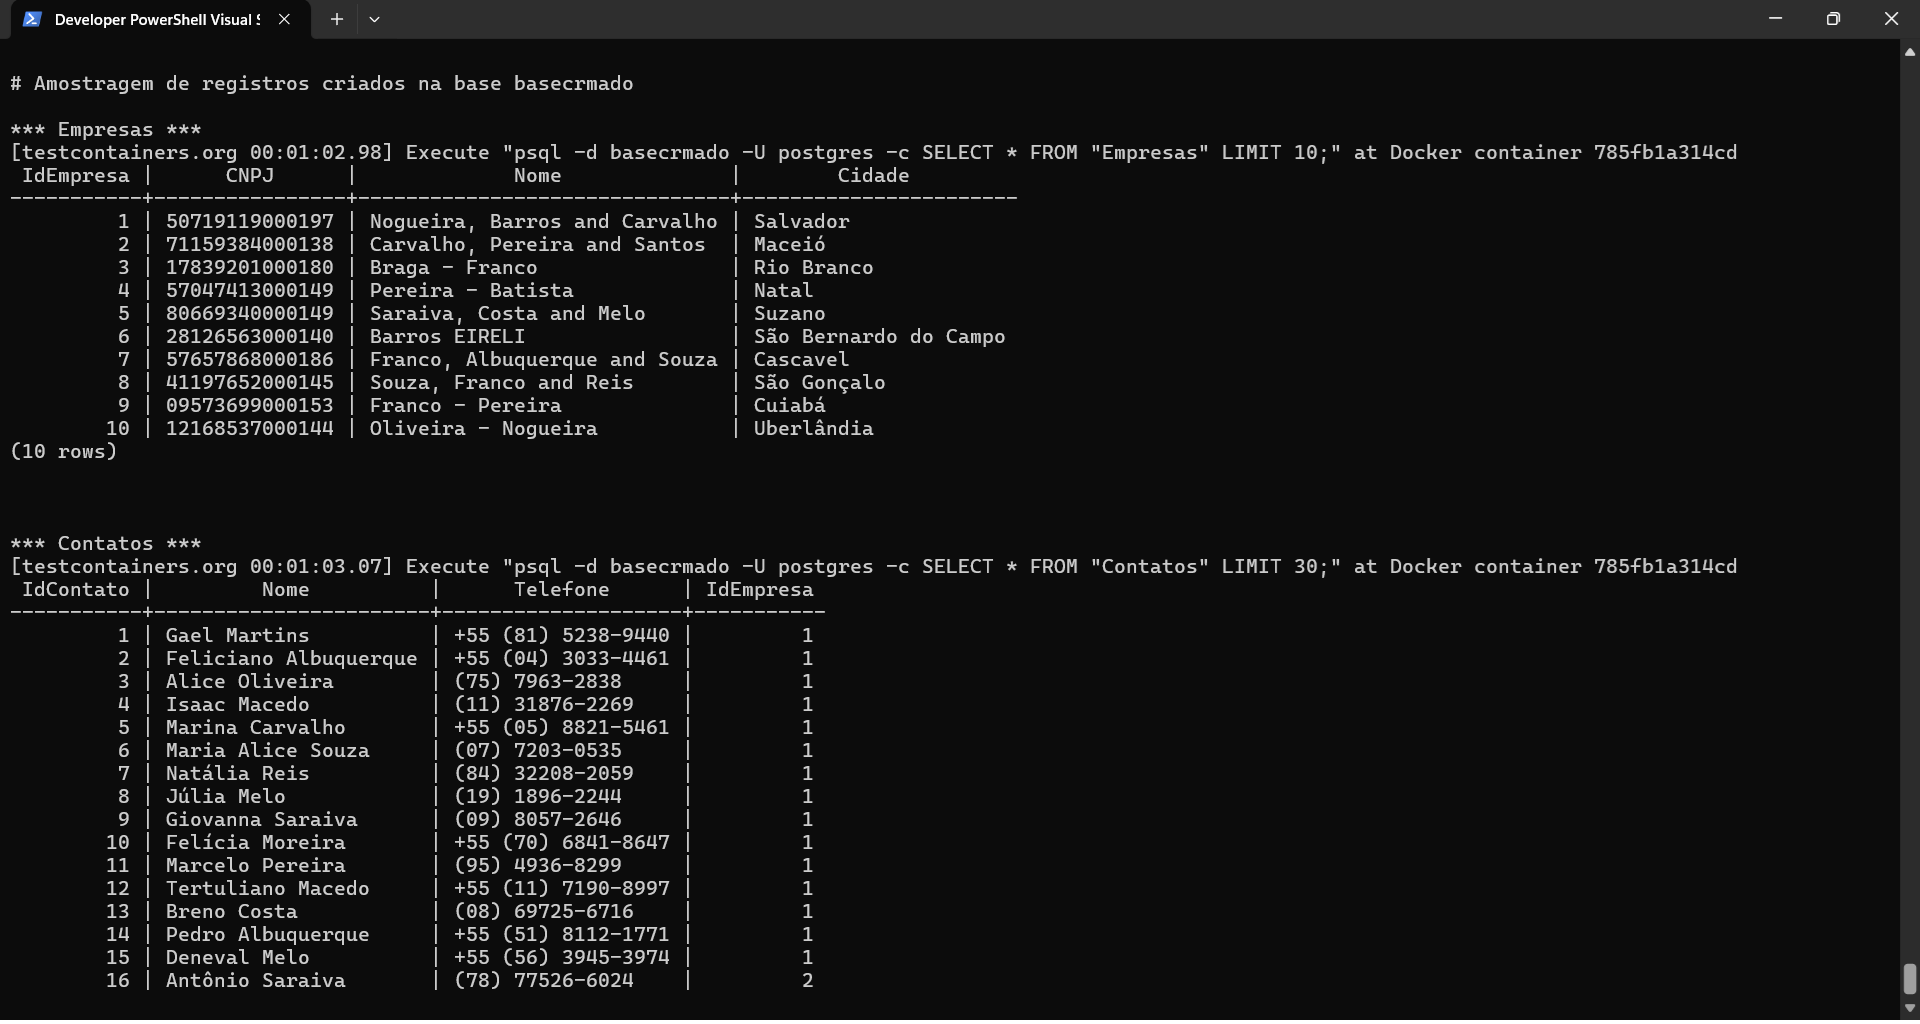 Developer PowerShell Visual S
# Amostragem de registros criados na base basecrmado
*** Empresas ***
[testcontainers.org 00:01:02.98] Execute "psql -d basecrmado -U postgres -c SELECT * FROM "Empresas" LIMIT 10;" at Docker container 785fb1a314cd
 IdEmpresa |      CNPJ      |             Nome              |        Cidade
-----------+----------------+-------------------------------+-----------------------
         1 | 50719119000197 | Nogueira, Barros and Carvalho | Salvador
         2 | 71159384000138 | Carvalho, Pereira and Santos  | Maceió
         3 | 17839201000180 | Braga - Franco                | Rio Branco
         4 | 57047413000149 | Pereira - Batista             | Natal
         5 | 80669340000149 | Saraiva, Costa and Melo       | Suzano
         6 | 28126563000140 | Barros EIRELI                 | São Bernardo do Campo
         7 | 57657868000186 | Franco, Albuquerque and Souza | Cascavel
         8 | 41197652000145 | Souza, Franco and Reis        | São Gonçalo
         9 | 09573699000153 | Franco - Pereira              | Cuiabá
        10 | 12168537000144 | Oliveira - Nogueira           | Uberlândia
(10 rows)
*** Contatos ***
[testcontainers.org 00:01:03.07] Execute "psql -d basecrmado -U postgres -c SELECT * FROM "Contatos" LIMIT 30;" at Docker container 785fb1a314cd
 IdContato |         Nome          |      Telefone      | IdEmpresa
-----------+-----------------------+--------------------+-----------
         1 | Gael Martins          | +55 (81) 5238-9440 |         1
         2 | Feliciano Albuquerque | +55 (04) 3033-4461 |         1
         3 | Alice Oliveira        | (75) 7963-2838     |         1
         4 | Isaac Macedo          | (11) 31876-2269    |         1
         5 | Marina Carvalho       | +55 (05) 8821-5461 |         1
         6 | Maria Alice Souza     | (07) 7203-0535     |         1
         7 | Natália Reis          | (84) 32208-2059    |         1
         8 | Júlia Melo            | (19) 1896-2244     |         1
         9 | Giovanna Saraiva      | (09) 8057-2646     |         1
        10 | Felícia Moreira       | +55 (70) 6841-8647 |         1
        11 | Marcelo Pereira       | (95) 4936-8299     |         1
        12 | Tertuliano Macedo     | +55 (11) 7190-8997 |         1
        13 | Breno Costa           | (08) 69725-6716    |         1
        14 | Pedro Albuquerque     | +55 (51) 8112-1771 |         1
        15 | Deneval Melo          | +55 (56) 3945-3974 |         1
        16 | Antônio Saraiva       | (78) 77526-6024    |         2